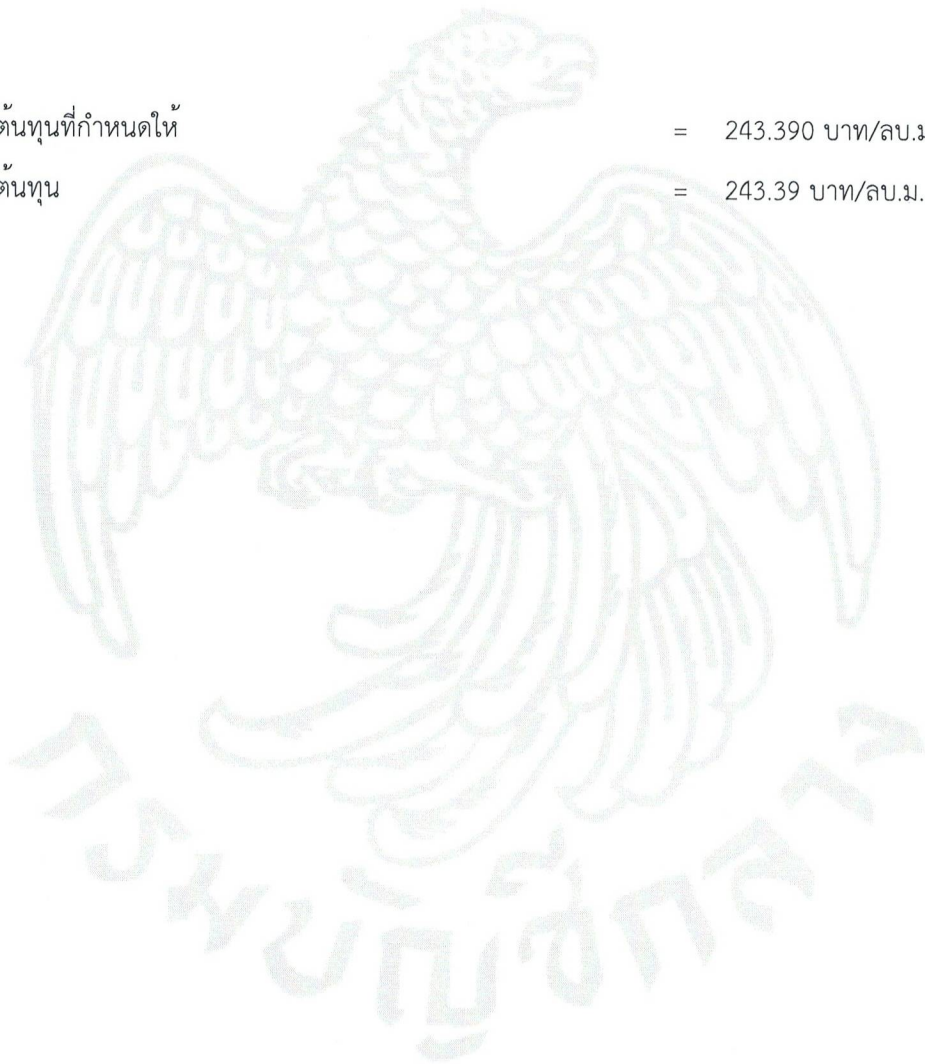 ต้นทุนที่กำหนดให้ = 243.390 บาท/ลบ.ม
ต้นทุน = 243.39 บาท/ลบ.ม.
กรมบัญชีกลาง